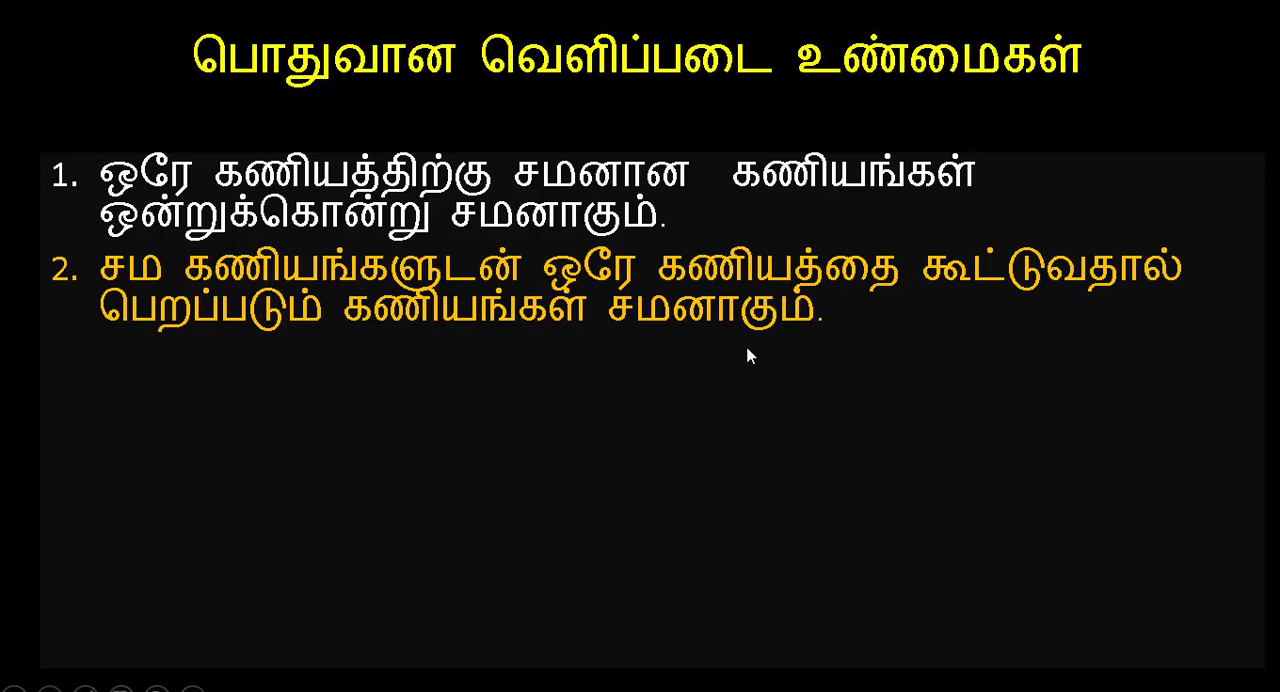 பொதுவான வெளிப்படை உண்மைகள்
1. ஒரே கணியத்திற்கு சமனான கணியங்கள்
ஒன்றுக்கொன்று சமனாகும்.
2. சம கணியங்களுடன் ஒரே கணியத்தை கூட்டுவதால்
பெறப்படும் கணியங்கள் சமனாகும்.